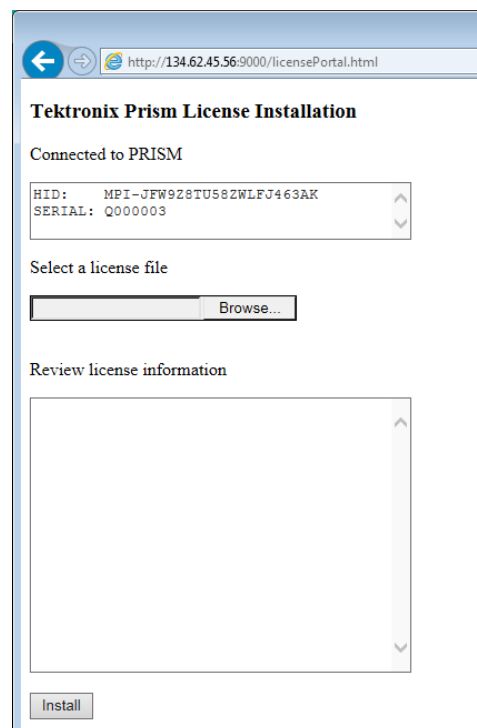 http://134.62.45.56:9000/licensePortal.html
Tektronix Prism License Installation
Connected to PRISM
HID: MPI-JFW9Z8TU58ZWLFJ463AK
SERIAL: Q000003
Select a license file
Browse...
Review license information
Install